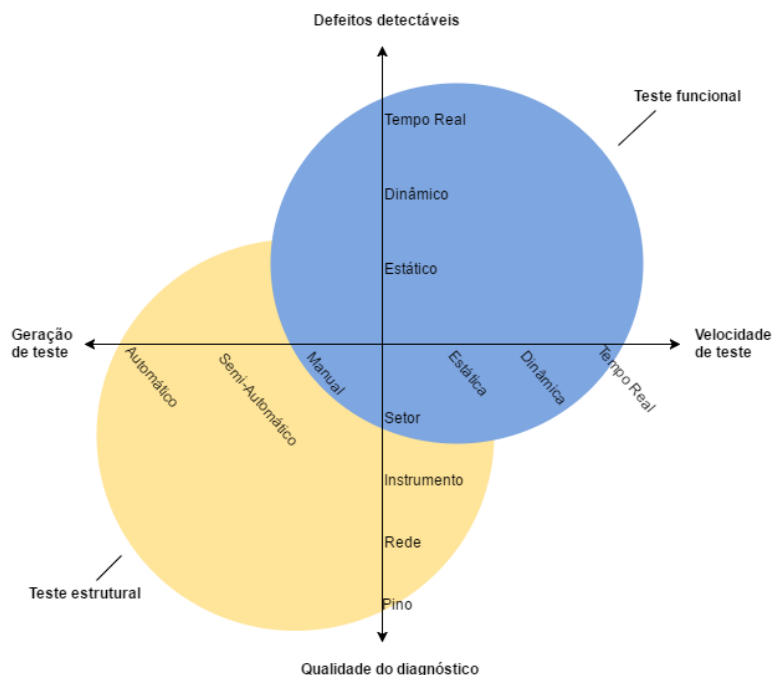 Defeitos detectáveis
Teste funcional
Tempo Real
Dinâmico
Estático
Geração
de teste
Velocidade
de teste
Automático
Semi-Automático
Manual
Estática
Dinâmica
Tempo Real
Setor
Instrumento
Rede
Pino
Teste estrutural
Qualidade do diagnóstico